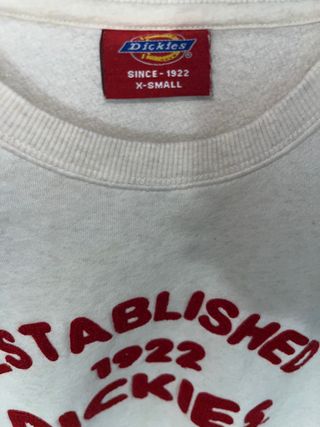 Dickies
SINCE - 1922
X-SMALL
ESTABLISHED
1922
DICKIES